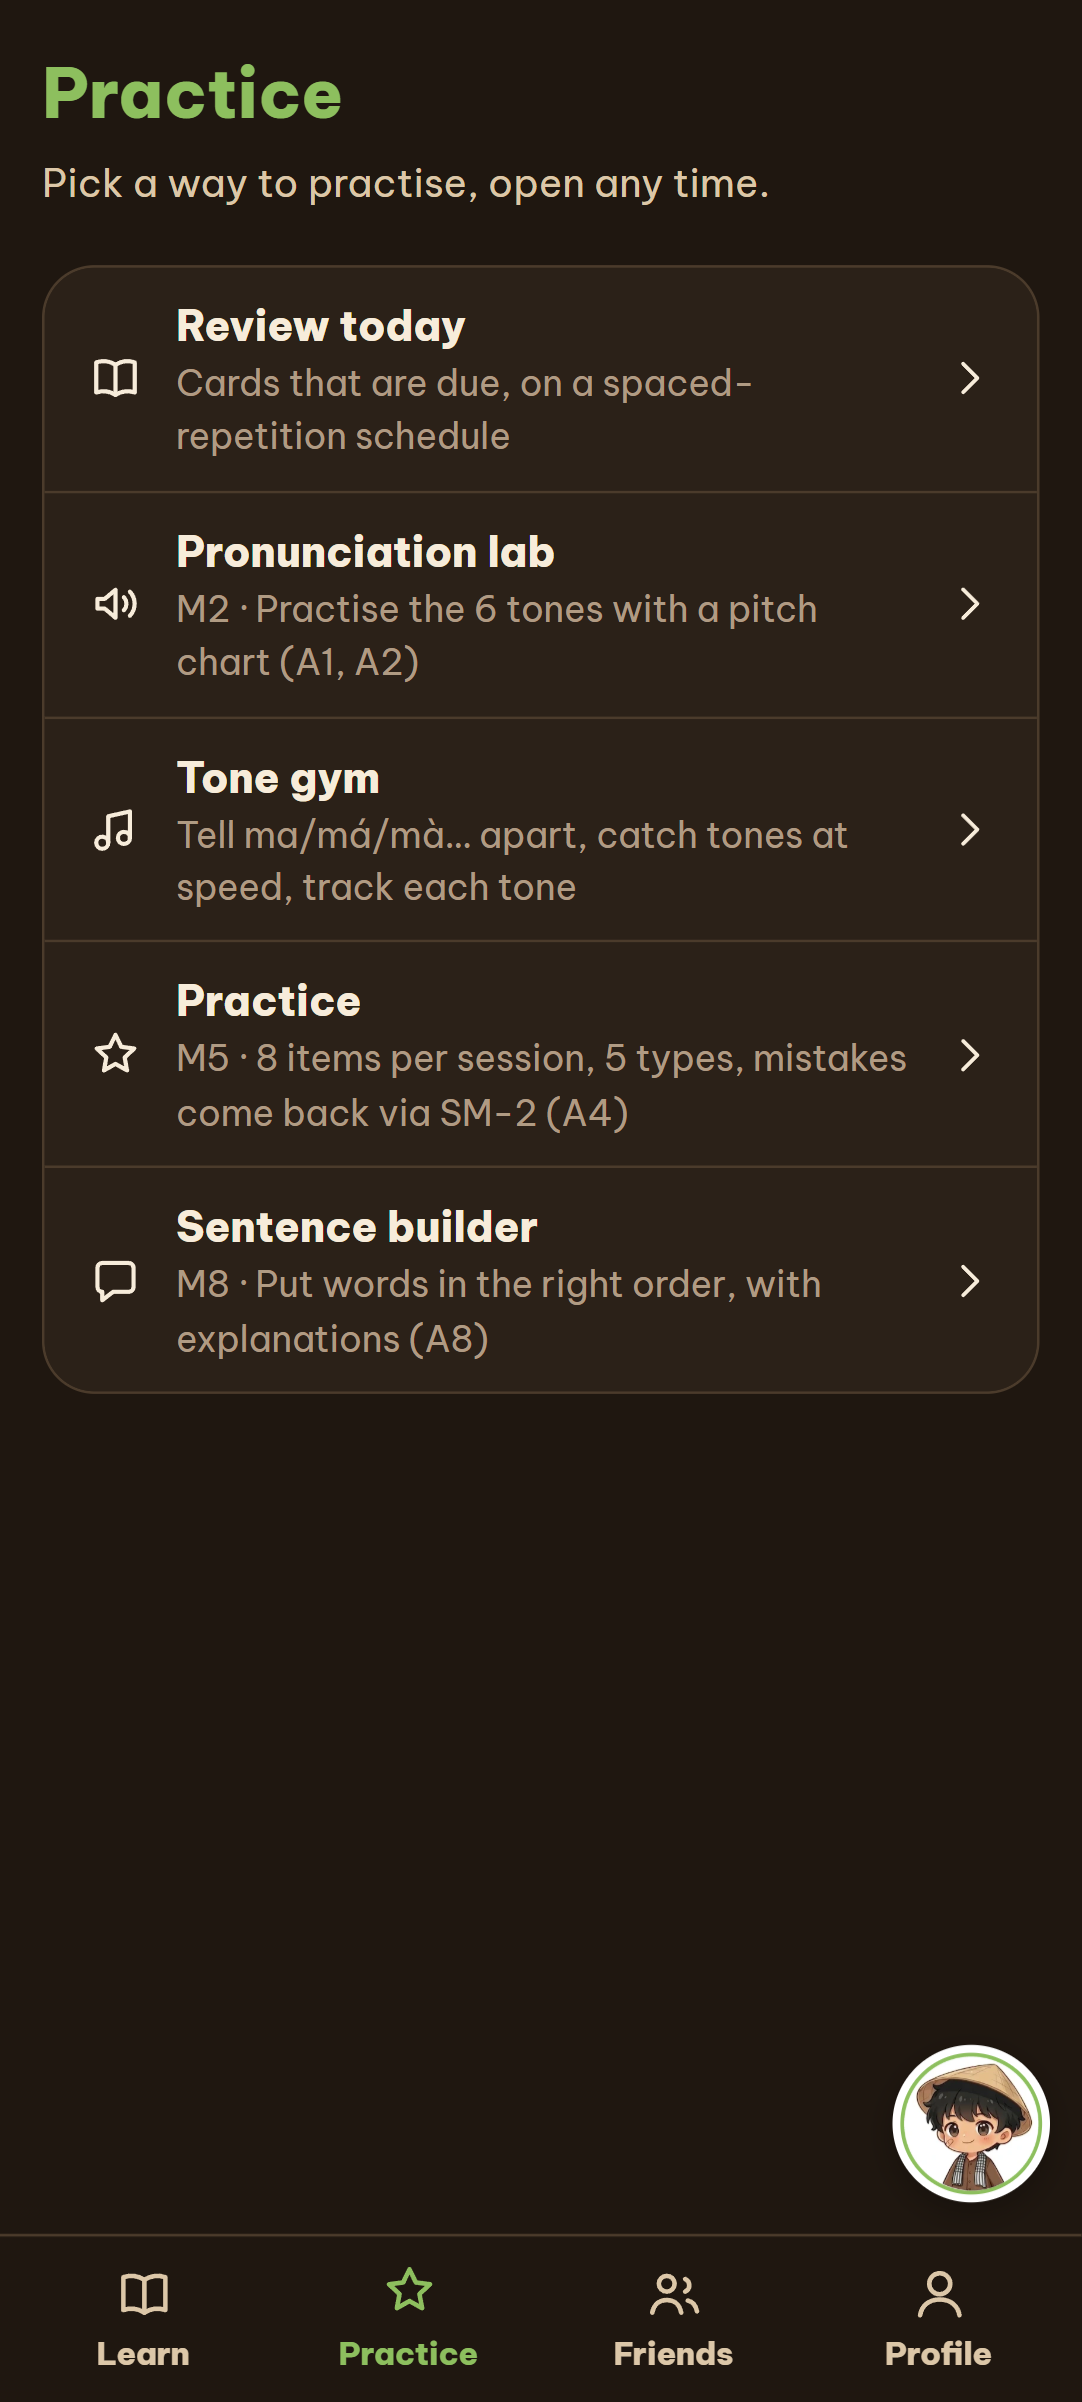 Practice
Pick a way to practise, open any time.
Review today
Cards that are due, on a spaced-
repetition schedule
Pronunciation lab
M2 · Practise the 6 tones with a pitch
chart (A1, A2)
Tone gym
Tell ma/má/mà... apart, catch tones at
speed, track each tone
Practice
M5 · 8 items per session, 5 types, mistakes
come back via SM-2 (A4)
Sentence builder
M8 · Put words in the right order, with
explanations (A8)
Learn
Practice
Friends
Profile